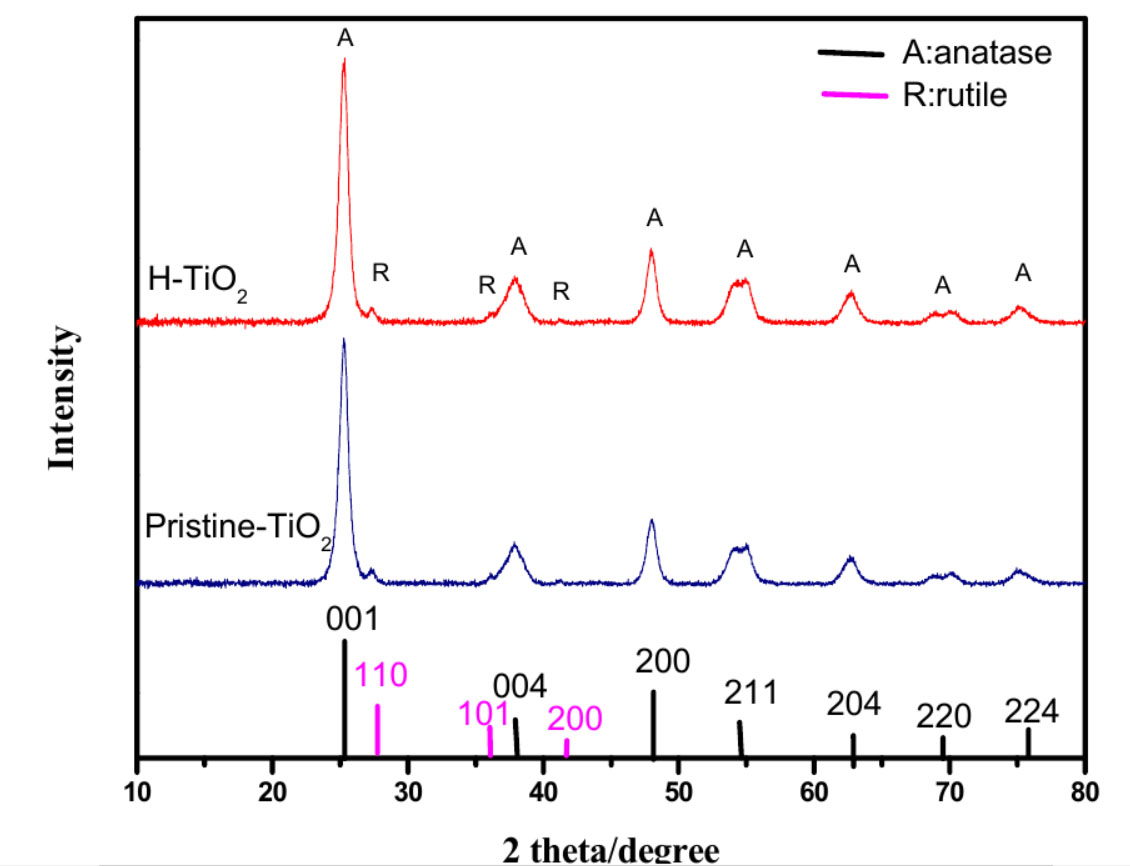 A
A:anatase
R:rutile
A
A
A
R
R
R
A
A
A
H-TiO2
Intensity
Pristine-TiO2
001
110
101
004
200
200
211
204
220
224
10 20 30 40 50 60 70 80
2 theta/degree